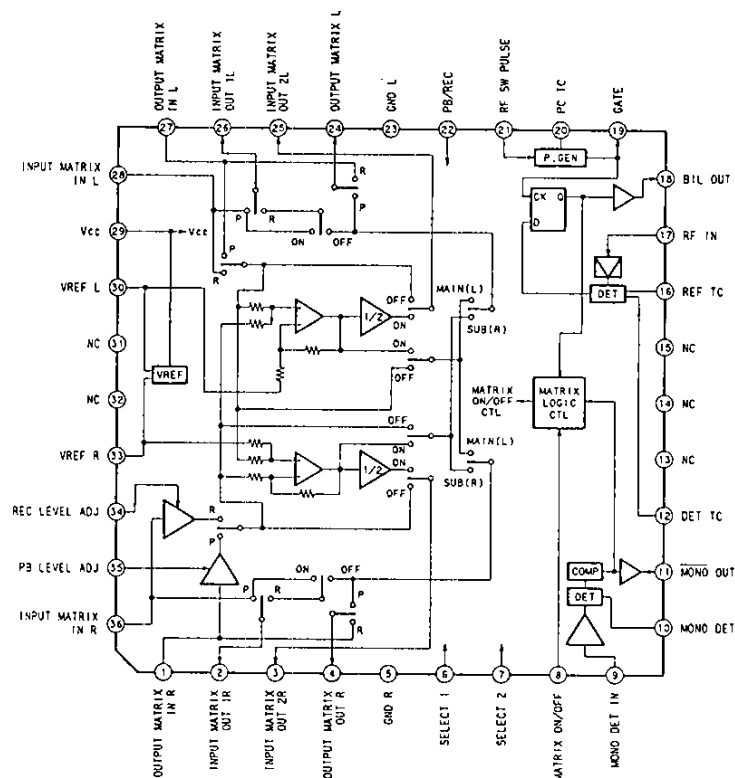 OUTPUT MATRIX
IN L
INPUT MATRIX
OUT 1L
INPUT MATRIX
OUT 2L
OUTPUT MATRIX L
GND L
PB/REC
RF SW PULSE
PC TC
GATE
27
26
25
24
23
22
21
20
19
INPUT MATRIX
IN L
28
Vcc
29
Vcc
VREF L
30
NC
31
NC
32
VREF R
33
REC LEVEL ADJ
34
PB LEVEL ADJ
35
INPUT MATRIX
IN R
36
P.GEN
CK Q
D
18
BIL OUT
17
RF IN
16
REF TC
DET
15
NC
14
NC
13
NC
12
DET TC
11
MONO OUT
10
MONO DET
R
P
P
R
ON
OFF
P
R
OFF
ON
1/2
MAIN(L)
SUB(R)
ON
OFF
VREF
MATRIX
ON/OFF
CTL
MATRIX
LOGIC
CTL
OFF
ON
MAIN(L)
SUB(R)
1/2
ON
OFF
R
P
COMP
DET
ON
OFF
P
R
P
R
1
2
3
4
5
6
7
8
9
OUTPUT MATRIX
IN R
INPUT MATRIX
OUT 1R
INPUT MATRIX
OUT 2R
OUTPUT MATRIX
OUT R
GND R
SELECT 1
SELECT 2
MATRIX ON/OFF
MONO DET IN